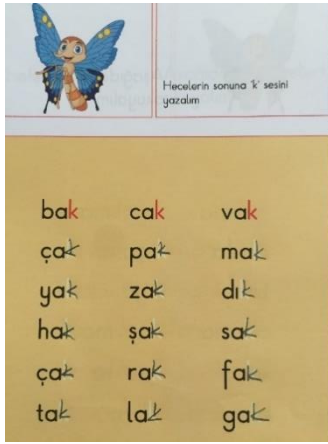 Hecelerin sonuna 'k' sesini
yazalım
bak cak vak
çak pak mak
yak zak dık
hak şak sak
çak rak fak
tak lak gak